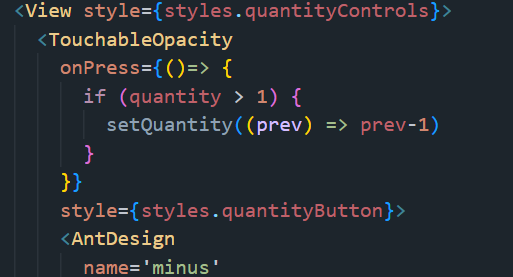 <View style={styles.quantityControls}>
<TouchableOpacity
onPress={()=> {
if (quantity > 1) {
setQuantity((prev) => prev-1)
}
}}
style={styles.quantityButton}>
<AntDesign
name='minus'